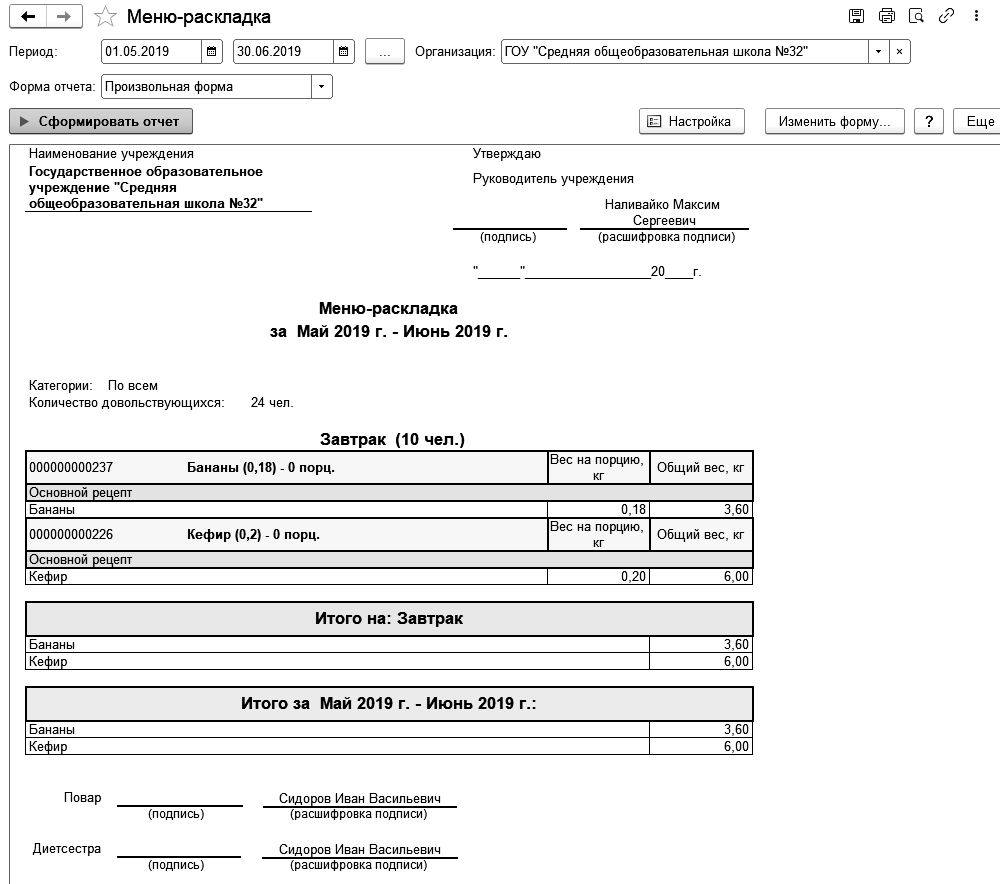 Меню-раскладка
Период: 01.05.2019 30.06.2019 ... Организация: ГОУ "Средняя общеобразовательная школа №32" ×
Форма отчета: Произвольная форма
Сформировать отчет Настройка Изменить форму... ? Еще
Наименование учреждения Утверждаю
Государственное образовательное
учреждение "Средняя
общеобразовательная школа №32"
Руководитель учреждения
Наливайко Максим
Сергеевич
(подпись) (расшифровка подписи)
"______"__________________20____г.
Меню-раскладка
за Май 2019 г. - Июнь 2019 г.
Категории: По всем
Количество довольствующихся: 24 чел.
Завтрак (10 чел.)
000000000237 Бананы (0,18) - 0 порц. Вес на порцию, кг Общий вес, кг
Основной рецепт
Бананы 0,18 3,60
000000000226 Кефир (0,2) - 0 порц. Вес на порцию, кг Общий вес, кг
Основной рецепт
Кефир 0,20 6,00
Итого на: Завтрак
Бананы 3,60
Кефир 6,00
Итого за Май 2019 г. - Июнь 2019 г.:
Бананы 3,60
Кефир 6,00
Повар Сидоров Иван Васильевич
(подпись) (расшифровка подписи)
Диетсестра Сидоров Иван Васильевич
(подпись) (расшифровка подписи)